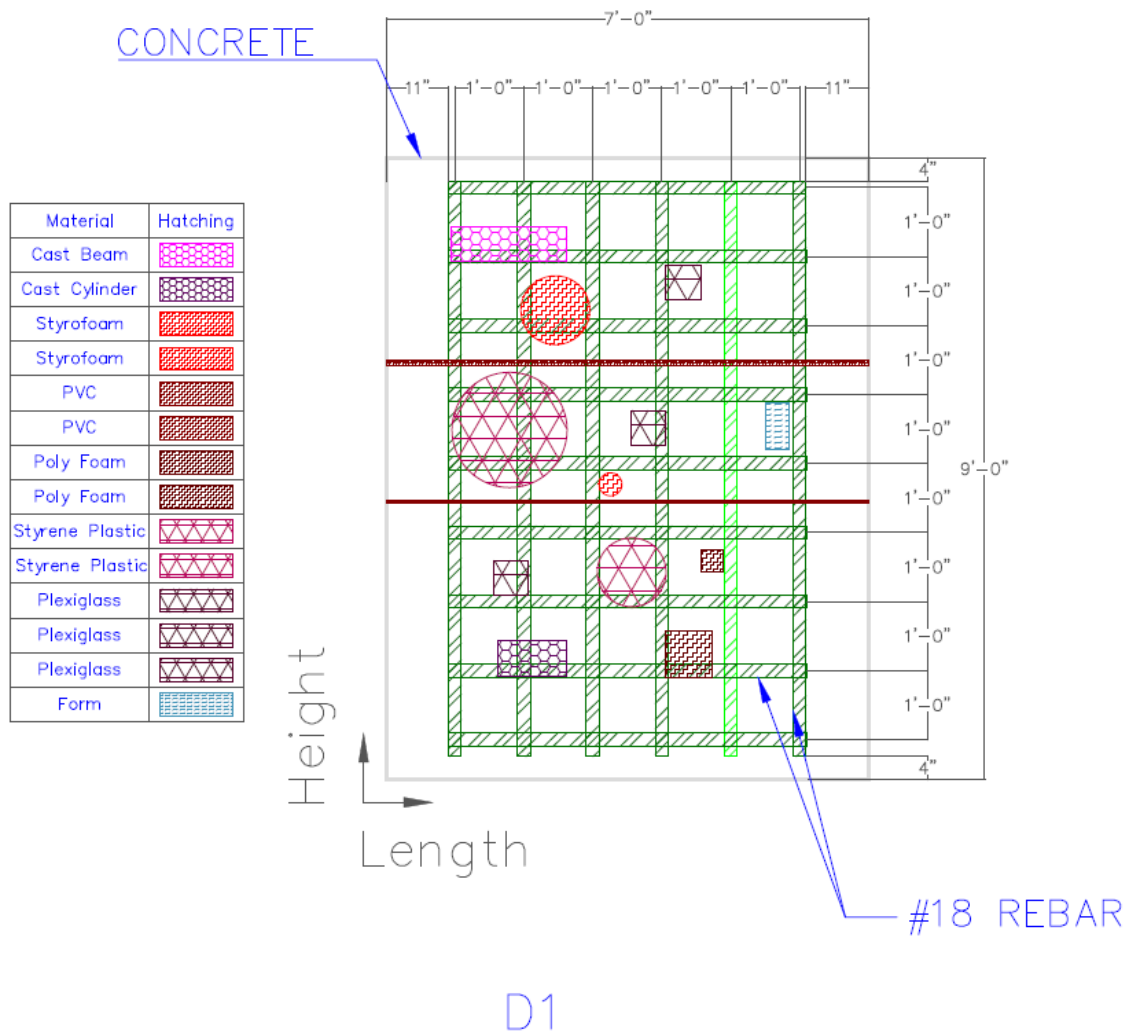 7'-0"
CONCRETE
11" 1'-0" 1'-0" 1'-0" 1'-0" 1'-0" 11"
4"
1'-0"
1'-0"
1'-0"
1'-0"
9'-0"
1'-0"
1'-0"
1'-0"
1'-0"
4"
Material Hatching
Cast Beam
Cast Cylinder
Styrofoam
Styrofoam
PVC
PVC
Poly Foam
Poly Foam
Styrene Plastic
Styrene Plastic
Plexiglass
Plexiglass
Plexiglass
Form
Height
Length
#18 REBAR
D1